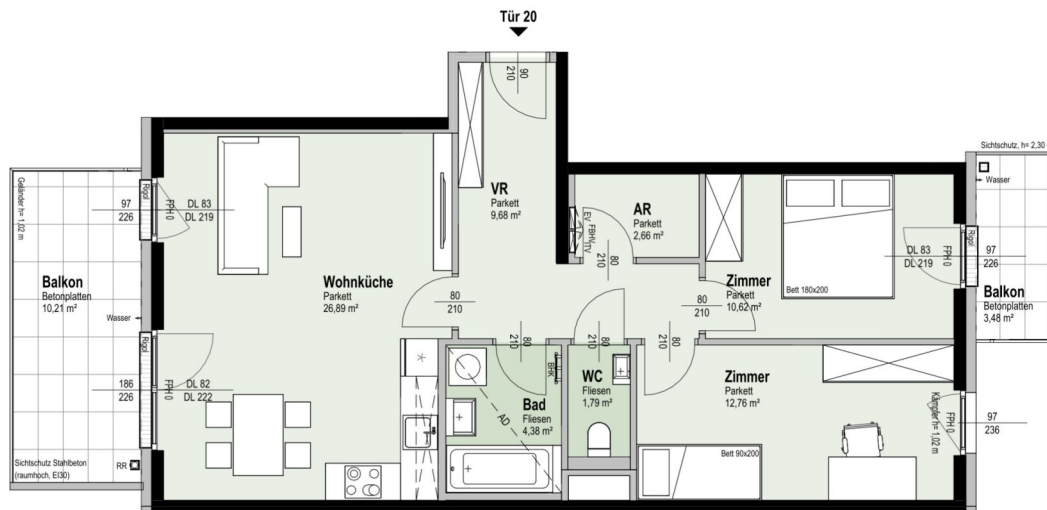 Tür 20
90
210
Sichtschutz, h= 2,30
Wasser
Geländer h= 1,02 m
Rigol
FPH 0
97
226
DL 83
DL 219
VR
Parkett
9,68 m²
AR
Parkett
2,66 m²
EV
FBHV
ITV
80
210
Balkon
Betonplatten
10,21 m²
Wohnküche
Parkett
26,89 m²
80
210
80
210
Zimmer
Parkett
10,62 m²
Bett 180x200
DL 83
DL 219
FPH 0
Rigol
97
226
Balkon
Betonplatten
3,48 m²
Wasser
Rigol
186
226
FPH 0
DL 82
DL 222
80
210
BHK
AD
Bad
Fliesen
4,38 m²
WC
Fliesen
1,79 m²
80
210
Zimmer
Parkett
12,76 m²
Kämpfer h= 1,02 m
FPH 0
97
236
Bett 90x200
Sichtschutz Stahlbeton
(raumhoch, EI30)
RR